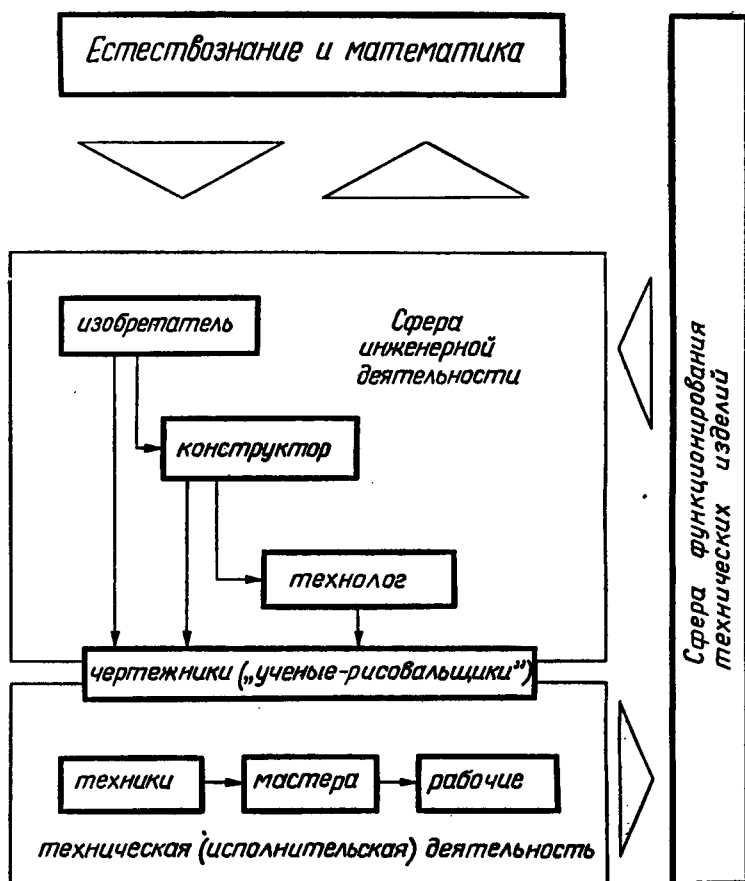 Естествознание и математика
изобретатель
Сфера
инженерной
деятельности
конструктор
технолог
чертежники („ученые-рисовальщики”)
техники
мастера
рабочие
техническая (исполнительская) деятельность
Сфера функционирования
технических изделий